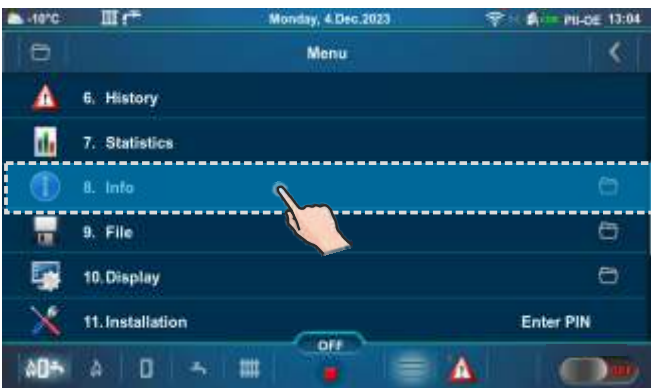 -10°C Monday, 4.Dec.2023 PII-OE 13:04
Menu
6. History
7. Statistics
8. Info
9. File
10. Display
11. Installation Enter PIN
OFF
OFF